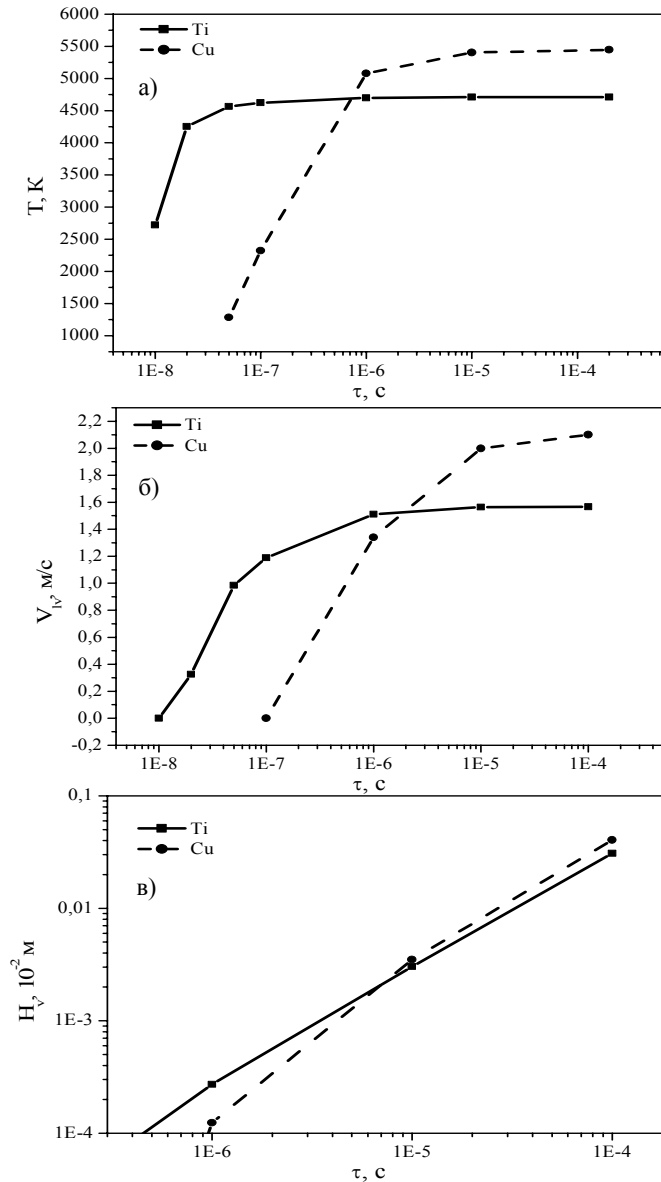 6000
5500
5000
4500
4000
3500
3000
2500
2000
1500
1000
T, К
Ti
Cu
а)
1E-8 1E-7 1E-6 1E-5 1E-4
τ, с
2,2
2,0
1,8
1,6
1,4
1,2
1,0
0,8
0,6
0,4
0,2
0,0
-0,2
V_lv, м/с
Ti
Cu
б)
1E-8 1E-7 1E-6 1E-5 1E-4
τ, с
0,1
0,01
1E-3
1E-4
H_v, 10^-2 м
Ti
Cu
в)
1E-6 1E-5 1E-4
τ, с